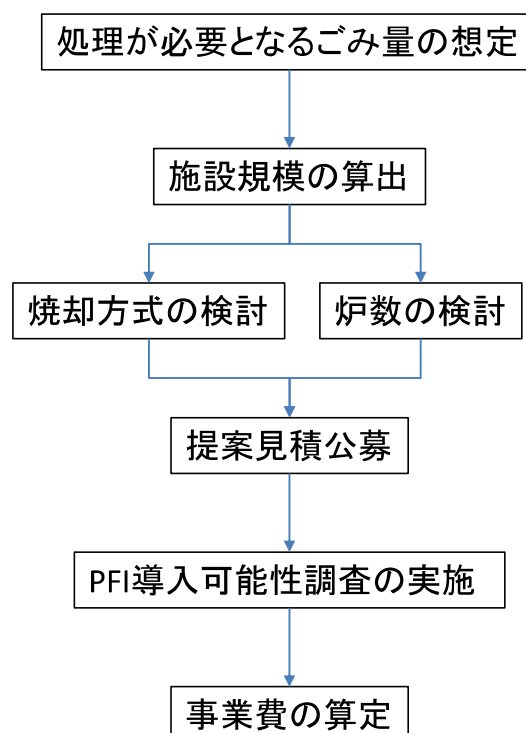 処理が必要となるごみ量の想定
施設規模の算出
焼却方式の検討
炉数の検討
提案見積公募
PFI導入可能性調査の実施
事業費の算定